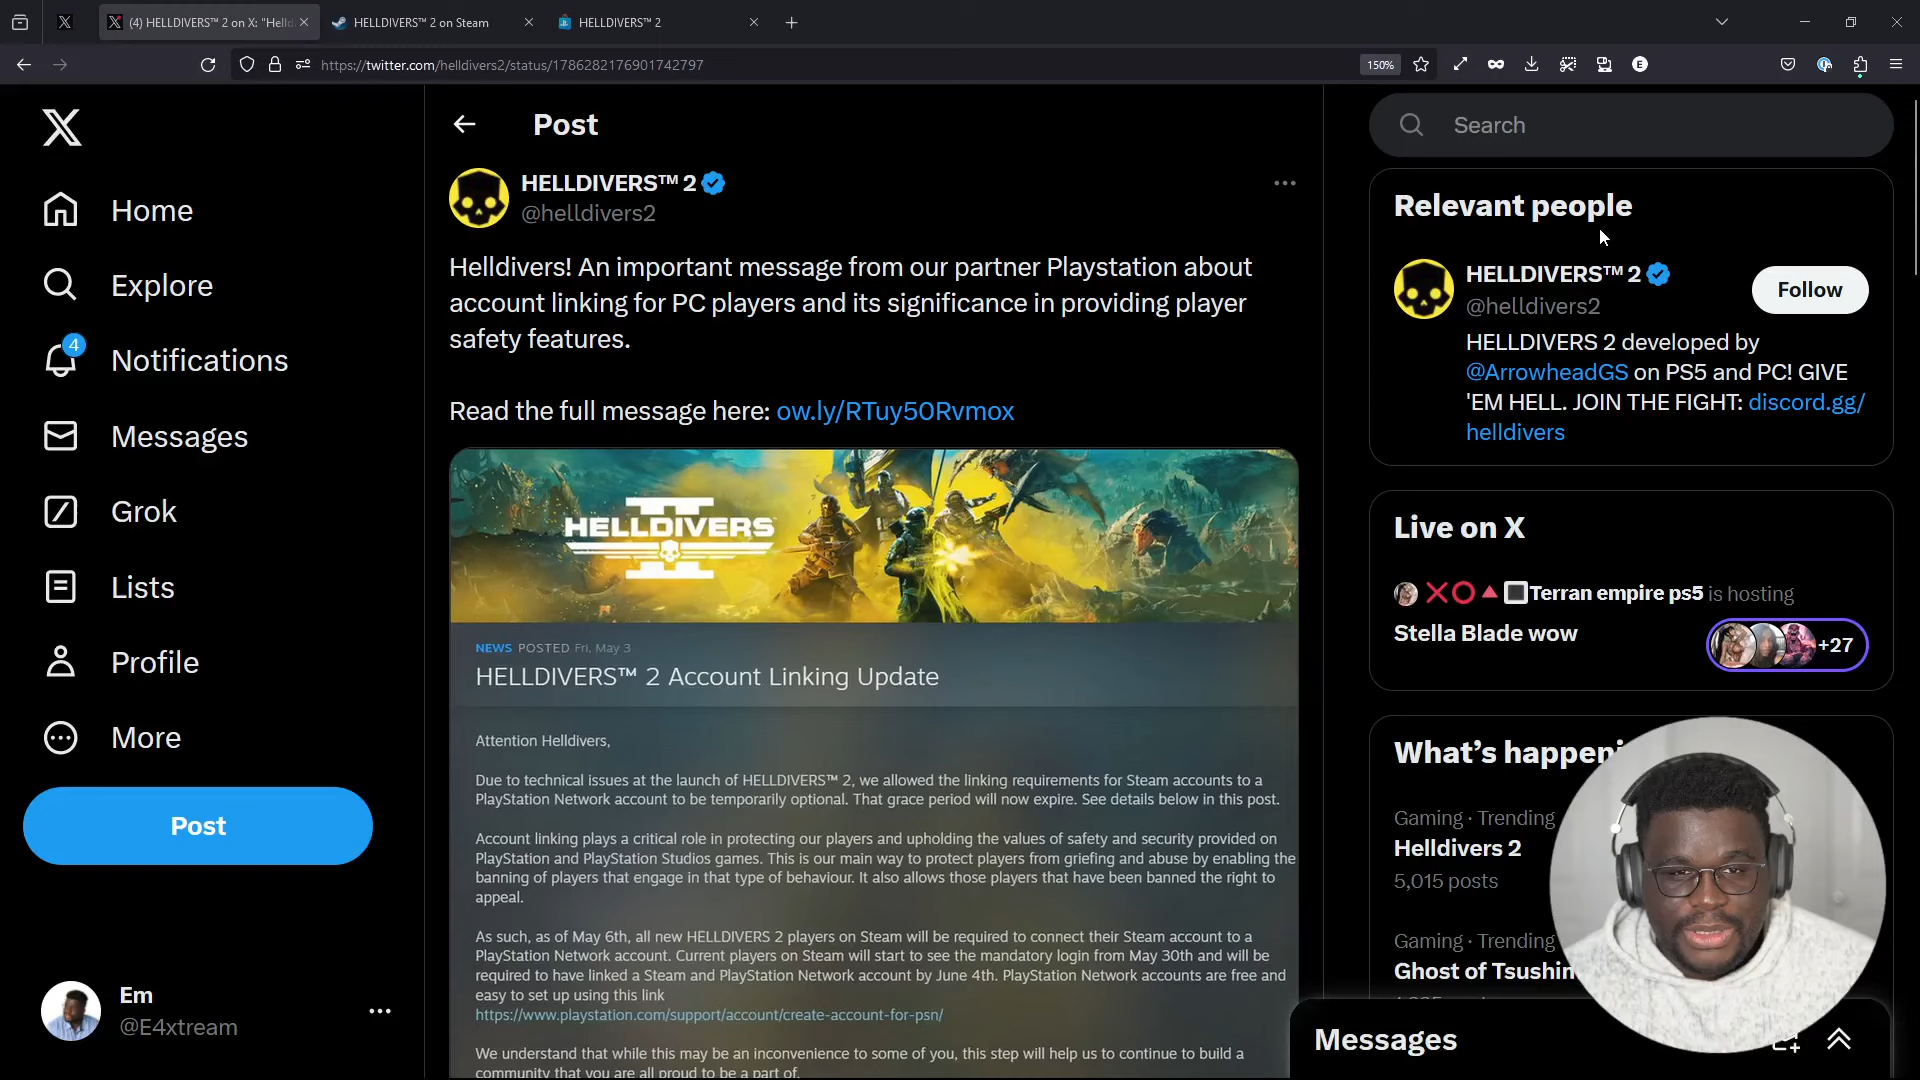 (4) HELLDIVERS™ 2 on X: "Helld
HELLDIVERS™ 2 on Steam
HELLDIVERS™ 2
https://twitter.com/helldivers2/status/1786282176901742797
150%
E
Home
Explore
4
Notifications
Messages
Grok
Lists
Profile
More
Post
Em
@E4xtream
Post
HELLDIVERS™ 2
@helldivers2
Helldivers! An important message from our partner Playstation about
account linking for PC players and its significance in providing player
safety features.
Read the full message here: ow.ly/RTuy50Rvmox
HELLDIVERS
NEWS POSTED Fri, May 3
HELLDIVERS™ 2 Account Linking Update
Attention Helldivers,
Due to technical issues at the launch of HELLDIVERS™ 2, we allowed the linking requirements for Steam accounts to a
PlayStation Network account to be temporarily optional. That grace period will now expire. See details below in this post.
Account linking plays a critical role in protecting our players and upholding the values of safety and security provided on
PlayStation and PlayStation Studios games. This is our main way to protect players from griefing and abuse by enabling the
banning of players that engage in that type of behaviour. It also allows those players that have been banned the right to
appeal.
As such, as of May 6th, all new HELLDIVERS 2 players on Steam will be required to connect their Steam account to a
PlayStation Network account. Current players on Steam will start to see the mandatory login from May 30th and will be
required to have linked a Steam and PlayStation Network account by June 4th. PlayStation Network accounts are free and
easy to set up using this link
https://www.playstation.com/support/account/create-account-for-psn/
We understand that while this may be an inconvenience to some of you, this step will help us to continue to build a
community that you are all proud to be a part of.
Search
Relevant people
HELLDIVERS™ 2
@helldivers2
Follow
HELLDIVERS 2 developed by
@ArrowheadGS on PS5 and PC! GIVE
'EM HELL. JOIN THE FIGHT: discord.gg/
helldivers
Live on X
Terran empire ps5 is hosting
Stella Blade wow
+27
What's happeni
Gaming · Trending
Helldivers 2
5,015 posts
Gaming · Trending
Ghost of Tsushim
Messages